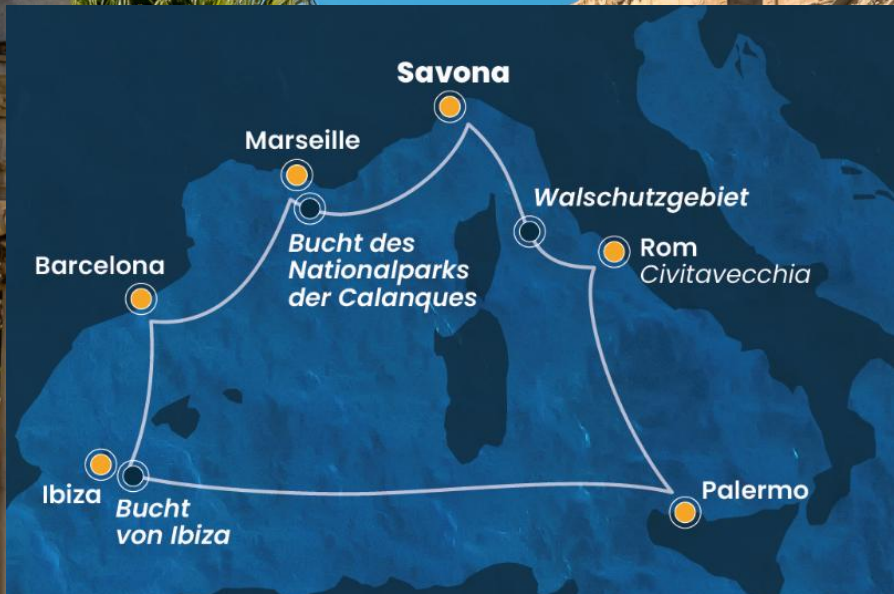 Savona
Marseille
Walschutzgebiet
Bucht des
Nationalparks
der Calanques
Rom
Civitavecchia
Barcelona
Ibiza
Bucht
von Ibiza
Palermo